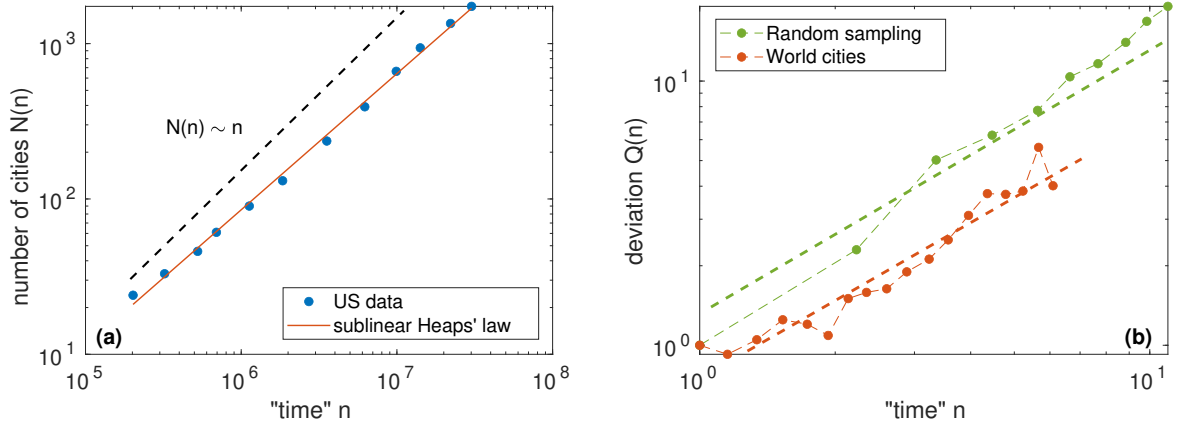 number of cities N(n)
10^3
10^2
10^1
N(n) ∼ n
US data
sublinear Heaps' law
(a)
10^5
10^6
10^7
10^8
"time" n
deviation Q(n)
10^1
10^0
Random sampling
World cities
(b)
10^0
10^1
"time" n